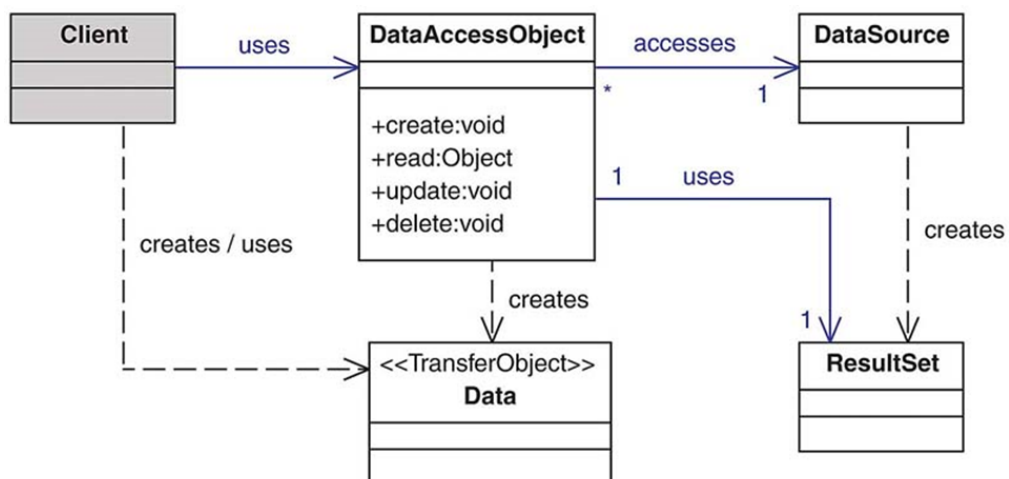 Client
uses
DataAccessObject
accesses
DataSource
*
1
+create:void
+read:Object
+update:void
+delete:void
1
uses
creates / uses
creates
creates
1
<<TransferObject>>
Data
ResultSet